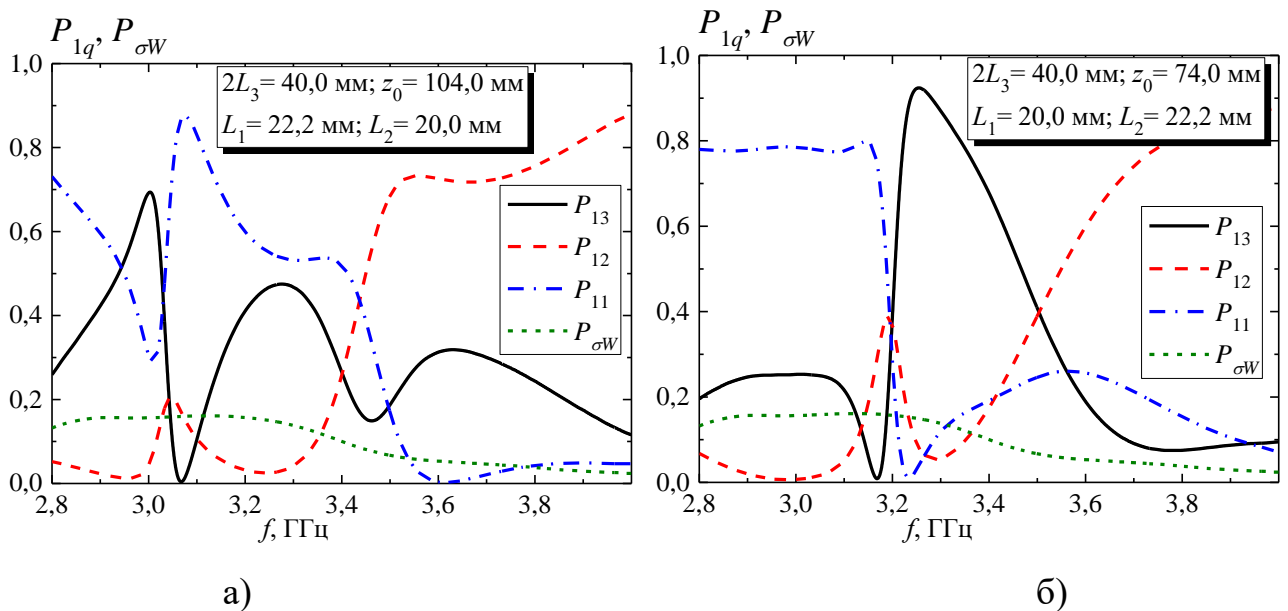 P1q, PσW
1,0
0,8
0,6
0,4
0,2
0,0
2L3= 40,0 мм; z0= 104,0 мм
L1= 22,2 мм; L2= 20,0 мм
P13
P12
P11
PσW
2,8 3,0 3,2 3,4 3,6 3,8
f, ГГц
а)
P1q, PσW
1,0
0,8
0,6
0,4
0,2
0,0
2L3= 40,0 мм; z0= 74,0 мм
L1= 20,0 мм; L2= 22,2 мм
P13
P12
P11
PσW
2,8 3,0 3,2 3,4 3,6 3,8
f, ГГц
б)